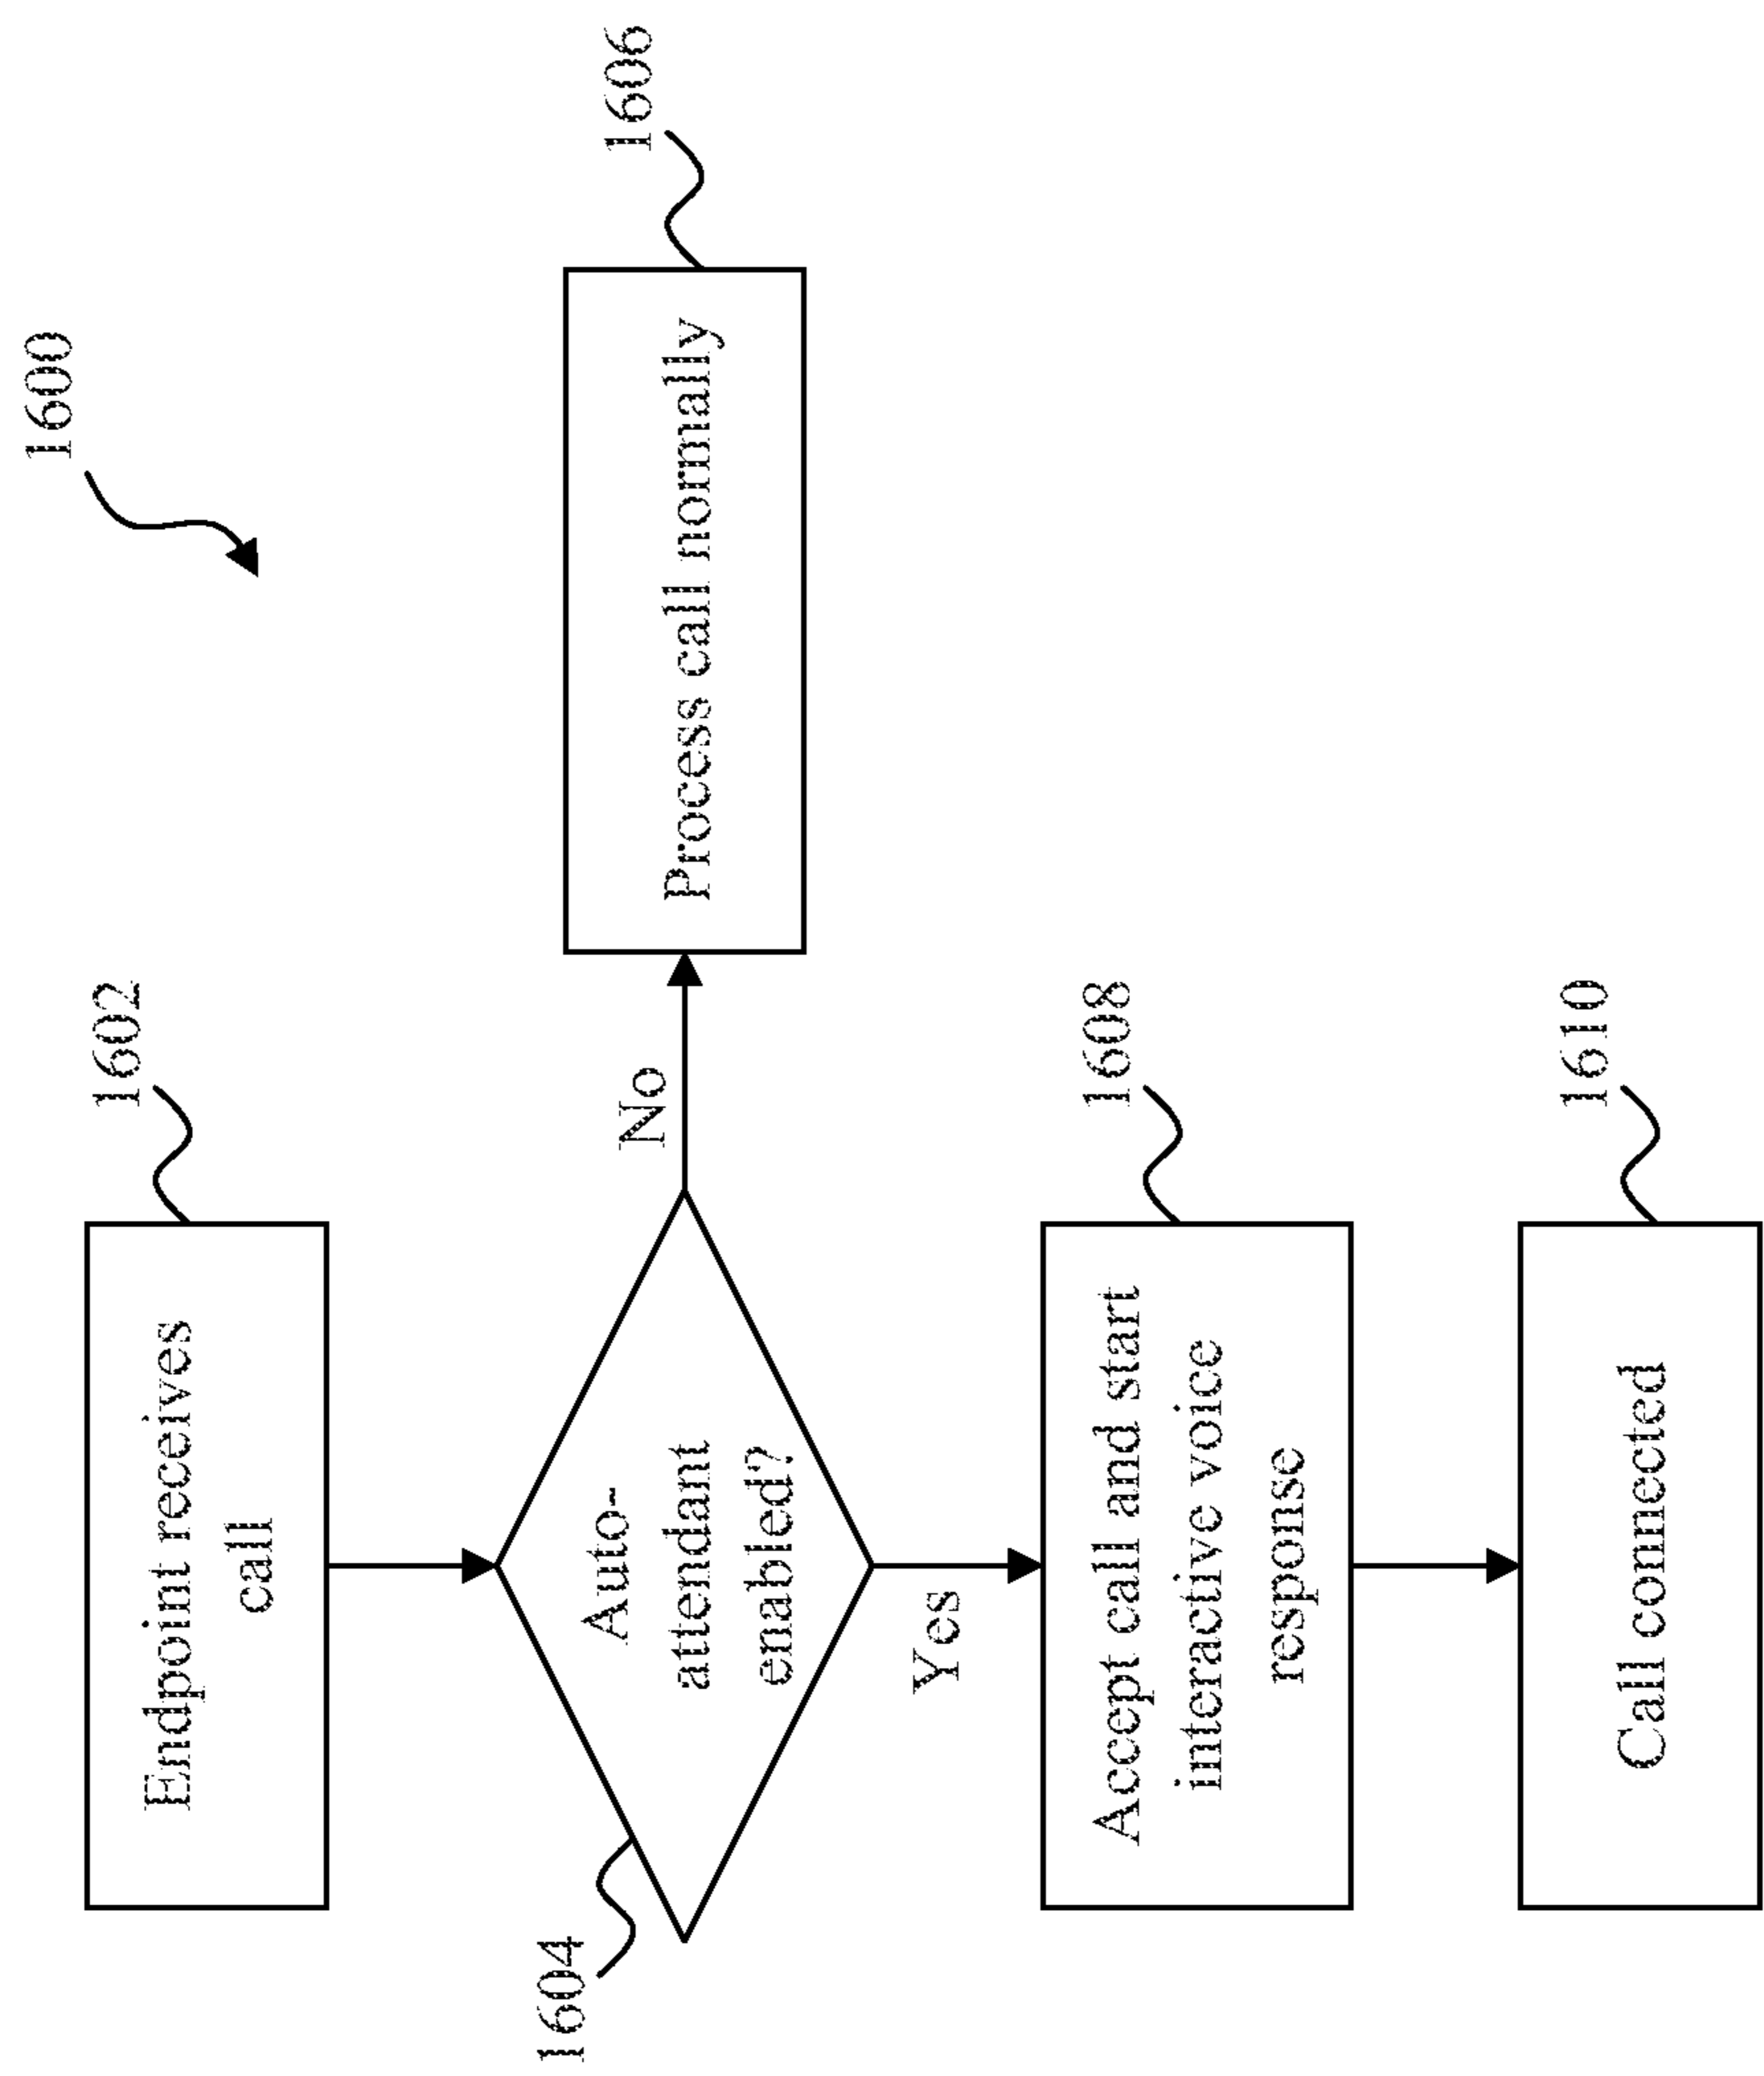 1600
1602
Endpoint receives
call
1604
Auto-
attendant
enabled?
No
1606
Process call normally
Yes
1608
Accept call and start
interactive voice
response
1610
Call connected